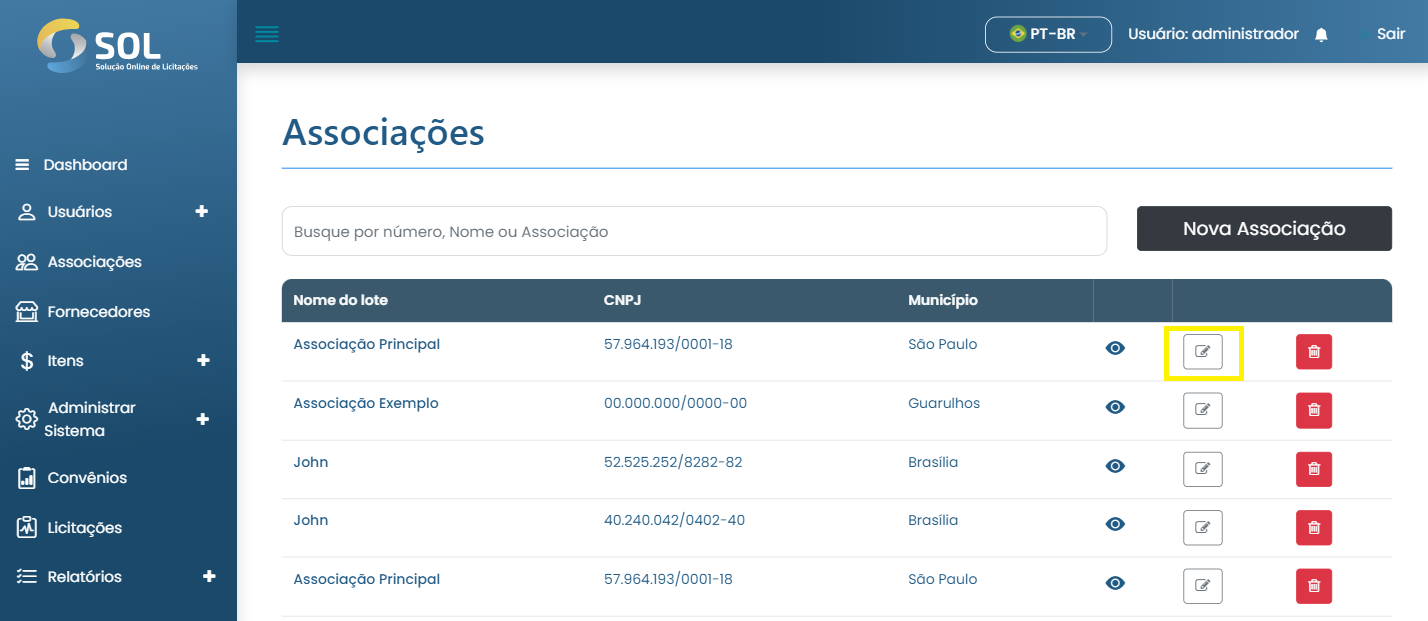 SOL
Solução Online de Licitações
PT-BR
Usuário: administrador
Sair
Dashboard
Usuários
Associações
Fornecedores
Itens
Administrar
Sistema
Convênios
Licitações
Relatórios
Associações
Busque por número, Nome ou Associação
Nova Associação
Nome do lote CNPJ Município
Associação Principal 57.964.193/0001-18 São Paulo
Associação Exemplo 00.000.000/0000-00 Guarulhos
John 52.525.252/8282-82 Brasília
John 40.240.042/0402-40 Brasília
Associação Principal 57.964.193/0001-18 São Paulo